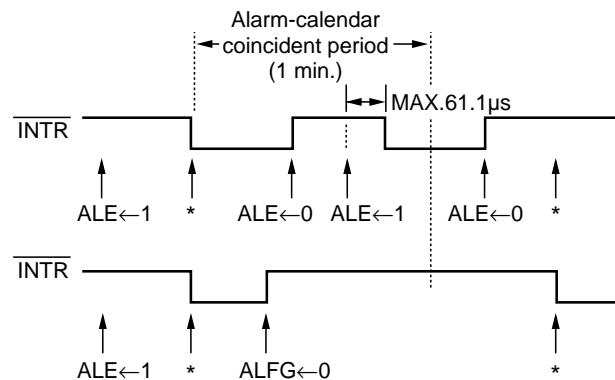 Alarm-calendar
coincident period
(1 min.)
MAX.61.1µs
INTR
ALE←1 * ALE←0 ALE←1 ALE←0 *
INTR
ALE←1 * ALFG←0 *